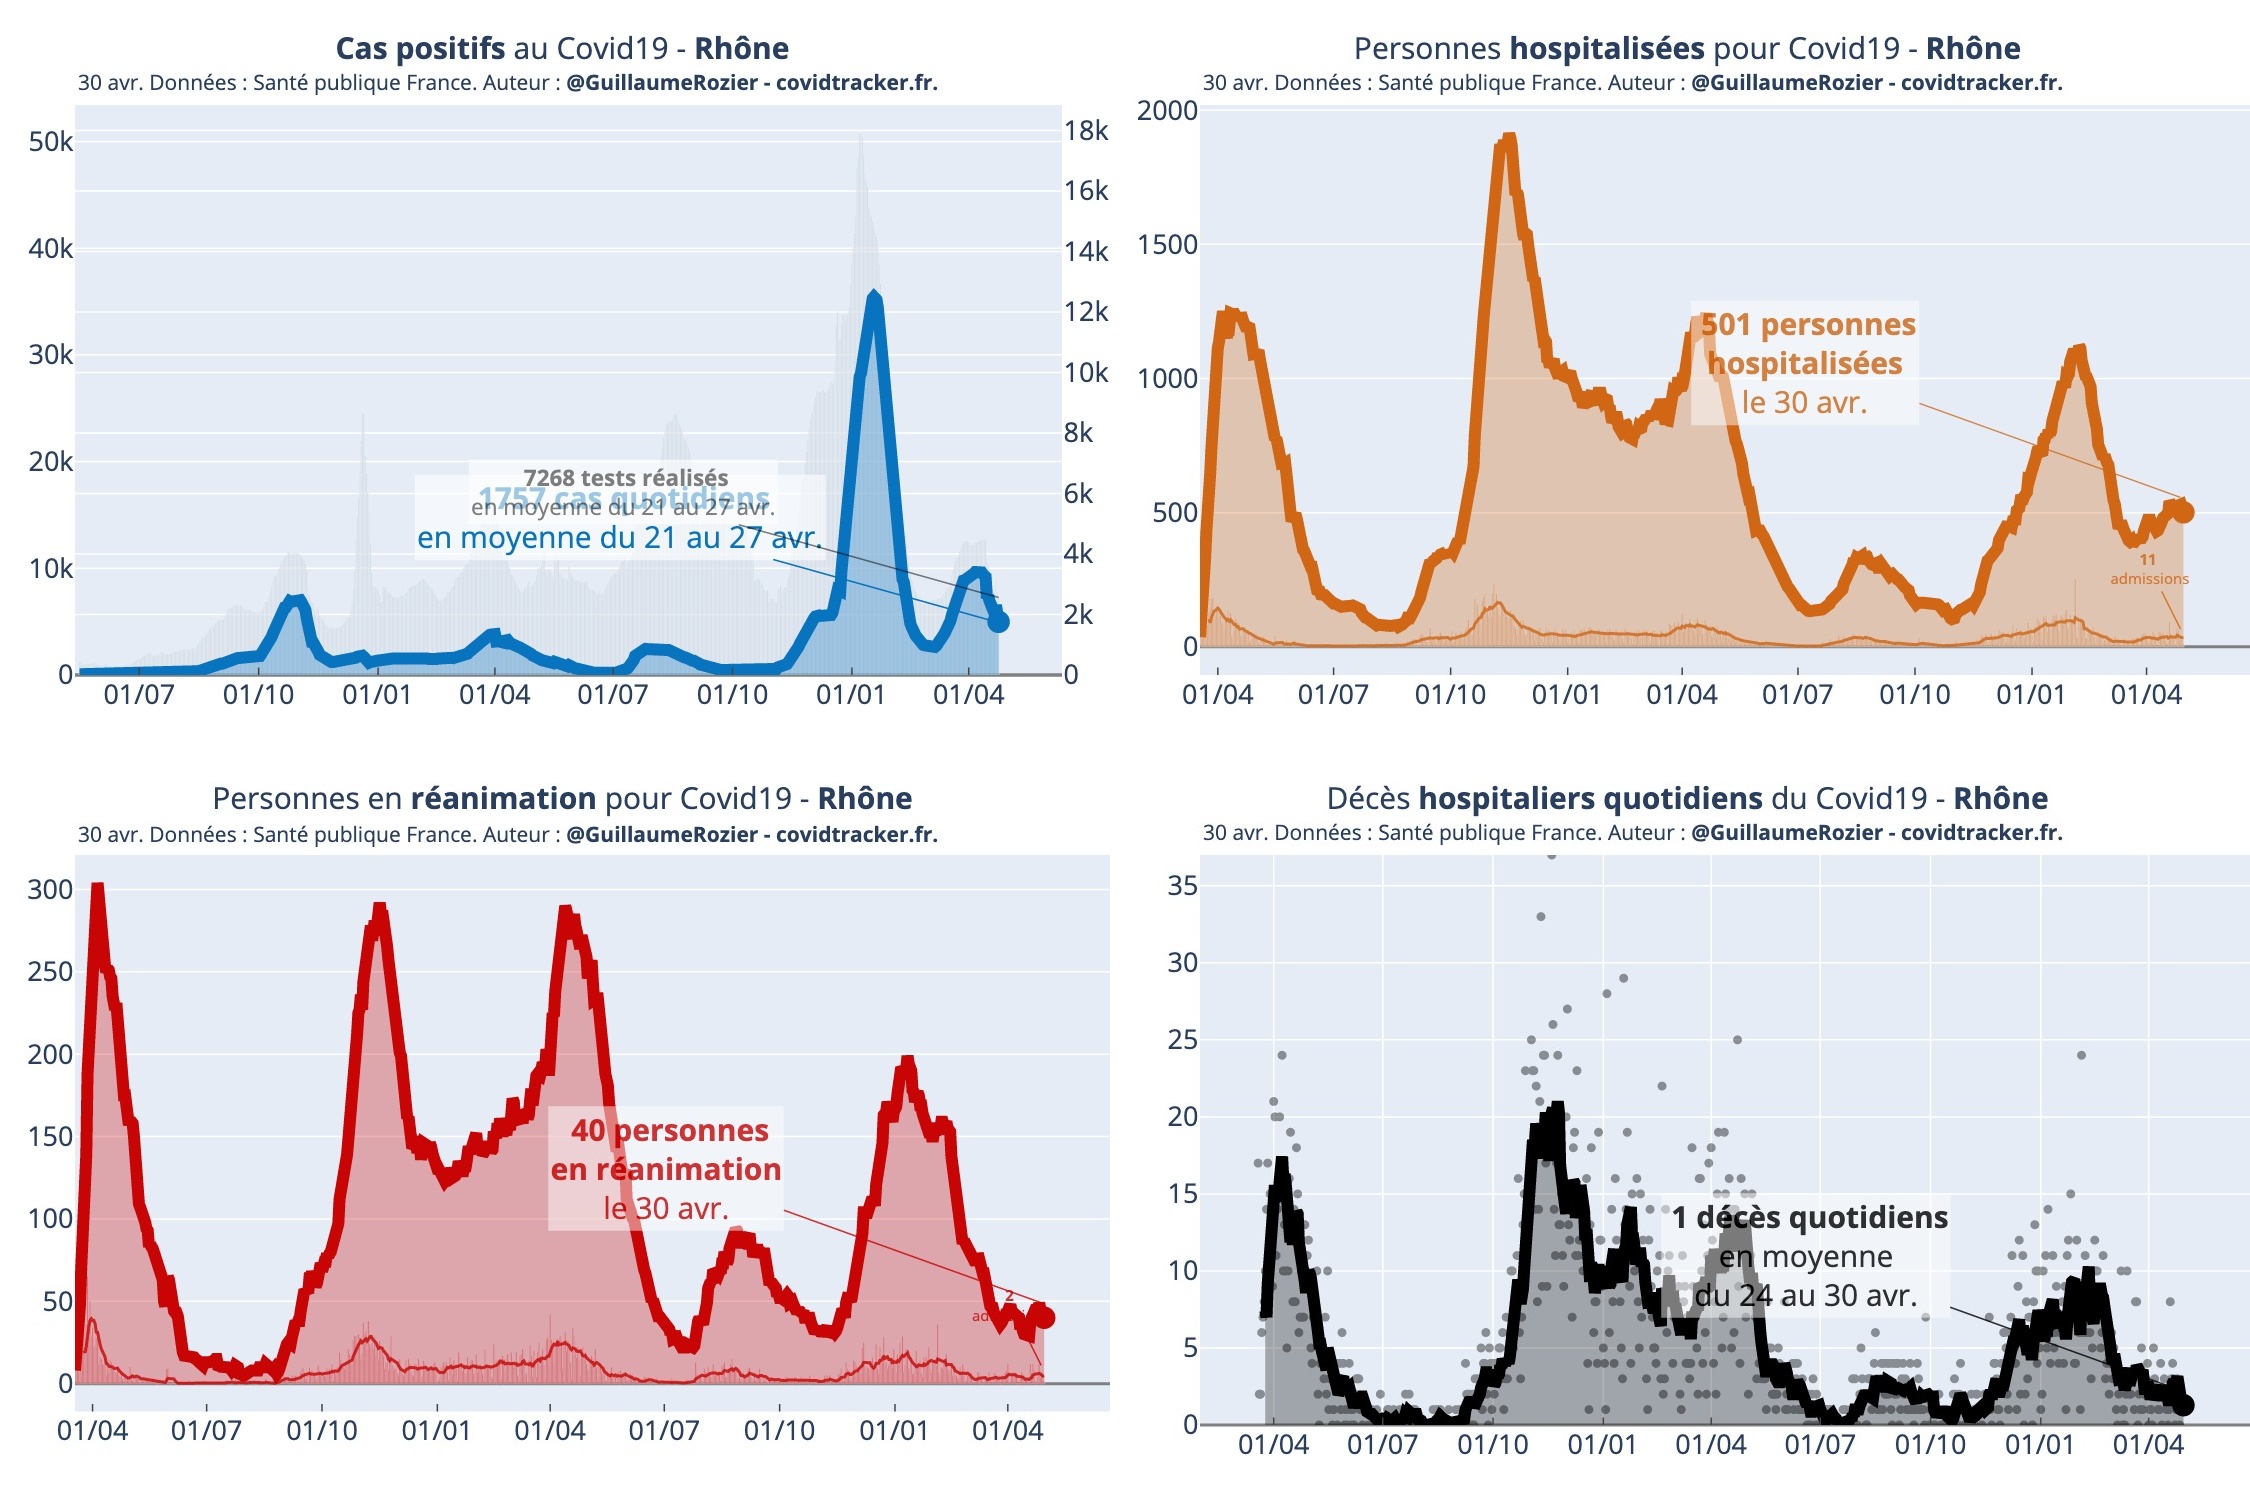 Cas positifs au Covid19 - Rhône
30 avr. Données : Santé publique France. Auteur : @GuillaumeRozier - covidtracker.fr.
50k
40k
30k
20k
10k
0
18k
16k
14k
12k
10k
8k
6k
4k
2k
0
7268 tests réalisés
en moyenne du 21 au 27 avr.
1757 cas quotidiens
en moyenne du 21 au 27 avr.
01/07 01/10 01/01 01/04 01/07 01/10 01/01 01/04
Personnes hospitalisées pour Covid19 - Rhône
30 avr. Données : Santé publique France. Auteur : @GuillaumeRozier - covidtracker.fr.
2000
1500
1000
500
0
501 personnes
hospitalisées
le 30 avr.
11
admissions
01/04 01/07 01/10 01/01 01/04 01/07 01/10 01/01 01/04
Personnes en réanimation pour Covid19 - Rhône
30 avr. Données : Santé publique France. Auteur : @GuillaumeRozier - covidtracker.fr.
300
250
200
150
100
50
0
40 personnes
en réanimation
le 30 avr.
2
01/04 01/07 01/10 01/01 01/04 01/07 01/10 01/01 01/04
Décès hospitaliers quotidiens du Covid19 - Rhône
30 avr. Données : Santé publique France. Auteur : @GuillaumeRozier - covidtracker.fr.
35
30
25
20
15
10
5
0
1 décès quotidiens
en moyenne
du 24 au 30 avr.
01/04 01/07 01/10 01/01 01/04 01/07 01/10 01/01 01/04